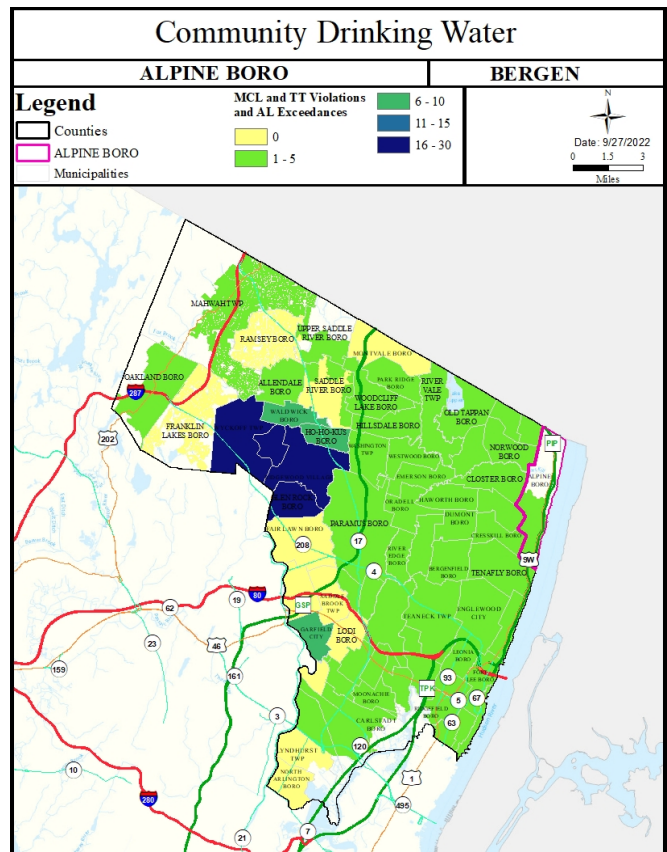 Community Drinking Water
ALPINE BORO
BERGEN
Legend
Counties
ALPINE BORO
Municipalities
MCL and TT Violations
and AL Exceedances
0
1 - 5
6 - 10
11 - 15
16 - 30
N
Date: 9/27/2022
0 1.5 3
Miles
MAHWAH TWP
RAMSEY BORO
UPPER SADDLE
RIVER BORO
MONTVALE BORO
OAKLAND BORO
287
ALLENDALE
BORO
SADDLE
RIVER BORO
PARK RIDGE
BORO
RIVER
VALE
TWP
WOODCLIFF
LAKE BORO
OLD TAPPAN
BORO
WALDWICK
BORO
FRANKLIN
LAKES BORO
202
HO-HO-KUS
BORO
HILLSDALE BORO
NORWOOD
BORO
PIP
WASHINGTON
TWP
WESTWOOD BORO
EMERSON BORO
CLOSTER BORO
ALPINE
BORO
GLEN ROCK
BORO
ORADELL
BORO
HAWORTH BORO
DUMONT
BORO
PARAMUS BORO
FAIR LAWN BORO
CRESSKILL BORO
208
17
4
RIVER
EDGE
BORO
BERGENFIELD
BORO
TENAFLY BORO
9W
80
19
62
GSP
BROOK
TWP
TEANECK TWP
ENGLEWOOD
CITY
GARFIELD
CITY
LODI
BORO
23
46
159
161
LEONIA
BORO
FORT
LEE BORO
93
TPK
5
67
MOONACHIE
BORO
BORO
63
3
CARLSTADT
BORO
120
LYNDHURST
TWP
NORTH
ARLINGTON
BORO
10
1
280
495
21
7